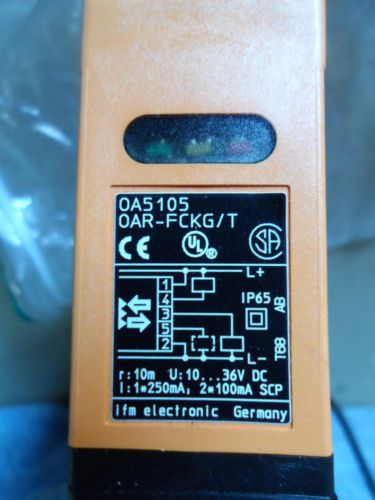 OA5105
OAR-FCKG/T
CE UL ® SA
L+
1
4
3
5
2
IP65
AB
T68
L-
r:10m U:10...36V DC
I:1*250mA, 2*100mA SCP
ifm electronic Germany